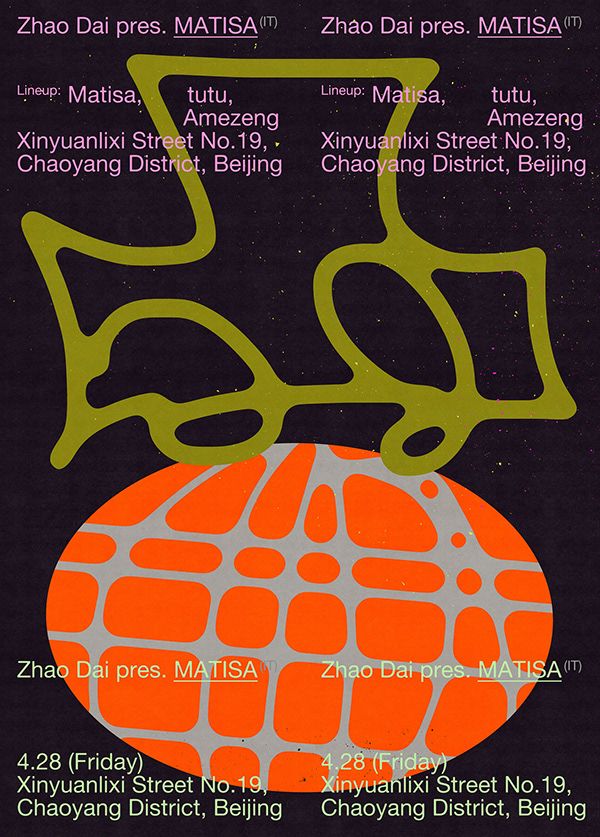 Zhao Dai pres. MATISA (IT)
Zhao Dai pres. MATISA (IT)
Lineup: Matisa, tutu,
Amezeng
Xinyuanlixi Street No.19,
Chaoyang District, Beijing
Lineup: Matisa, tutu,
Amezeng
Xinyuanlixi Street No.19,
Chaoyang District, Beijing
Zhao Dai pres. MATISA (IT)
Zhao Dai pres. MATISA (IT)
4.28 (Friday)
Xinyuanlixi Street No.19,
Chaoyang District, Beijing
4.28 (Friday)
Xinyuanlixi Street No.19,
Chaoyang District, Beijing